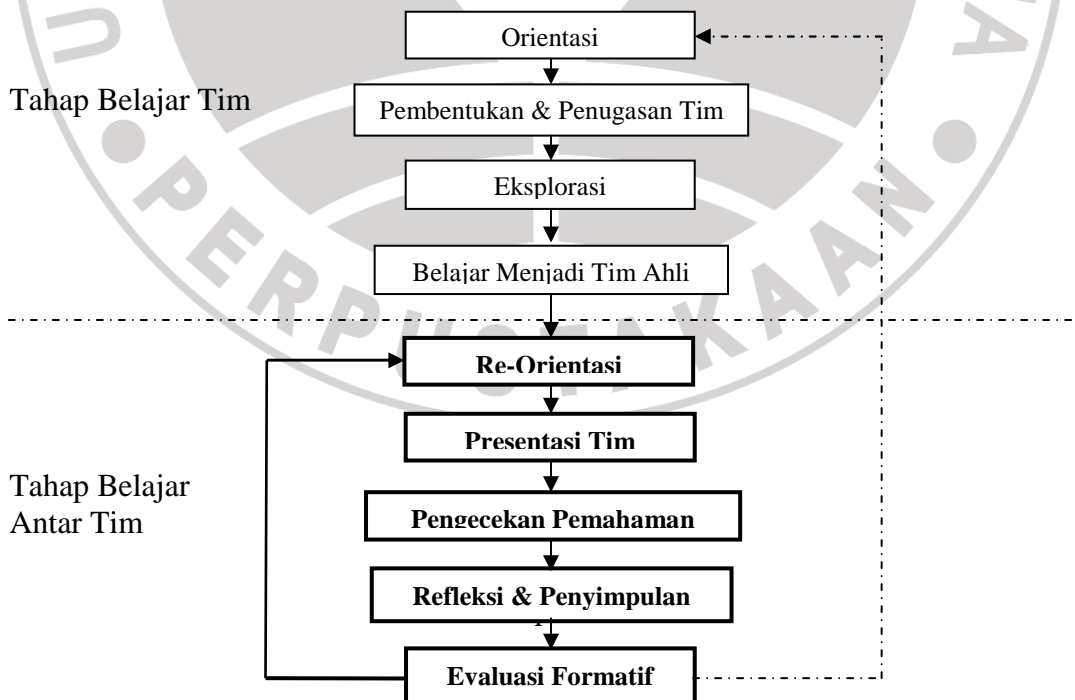 Orientasi
Tahap Belajar Tim
Pembentukan & Penugasan Tim
Eksplorasi
Belajar Menjadi Tim Ahli
Re-Orientasi
Presentasi Tim
Tahap Belajar
Antar Tim
Pengecekan Pemahaman
Refleksi & Penyimpulan
Evaluasi Formatif
PERPUSTAKAAN